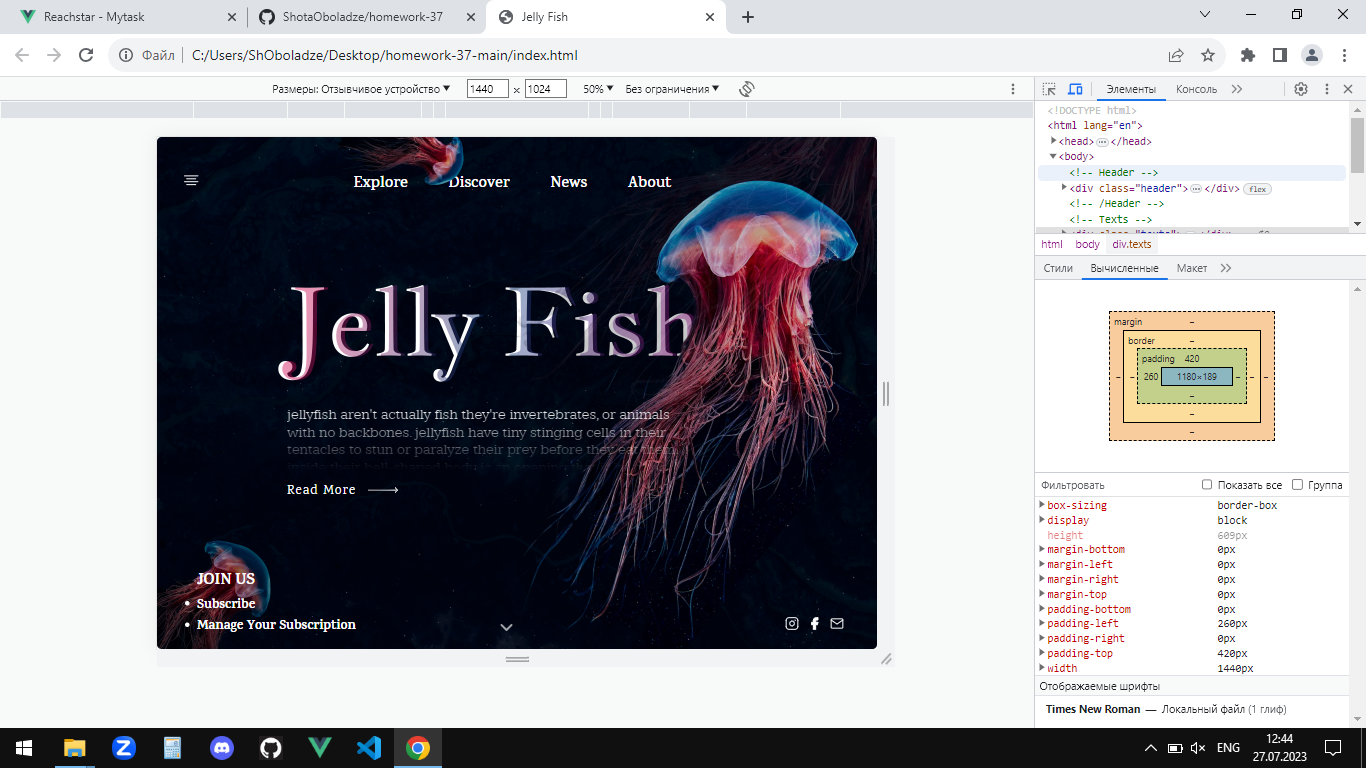 Reachstar - Mytask
ShotaOboladze/homework-37
Jelly Fish
Файл
C:/Users/ShOboladze/Desktop/homework-37-main/index.html
Размеры: Отзывчивое устройство 1440 × 1024 50% Без ограничения
Элементы Консоль
<!DOCTYPE html>
<html lang="en">
<head> </head>
<body>
<!-- Header -->
<div class="header"> </div> flex
<!-- /Header -->
<!-- Texts -->
html body div.texts
Стили Вычисленные Макет
margin –
border –
padding 420
– – 260 1180×189 – – –
–
–
–
Фильтровать Показать все Группа
box-sizing border-box
display block
height 609px
margin-bottom 0px
margin-left 0px
margin-right 0px
margin-top 0px
padding-bottom 0px
padding-left 260px
padding-right 0px
padding-top 420px
width 1440px
Отображаемые шрифты
Times New Roman — Локальный файл (1 глиф)
Explore Discover News About
Jelly Fish
jellyfish aren't actually fish they're invertebrates, or animals
with no backbones. jellyfish have tiny stinging cells in their
tentacles to stun or paralyze their prey before they eat them.
Read More
JOIN US
• Subscribe
• Manage Your Subscription
ENG
12:44
27.07.2023